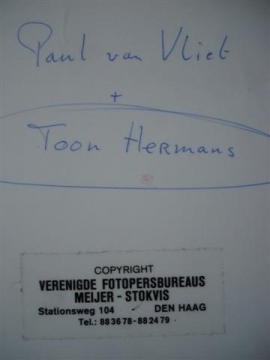 Paul van Vliet
+
Toon Hermans
COPYRIGHT
VERENIGDE FOTOPERSBUREAUS
MEIJER - STOKVIS
Stationsweg 104 DEN HAAG
Tel.: 883678-882479